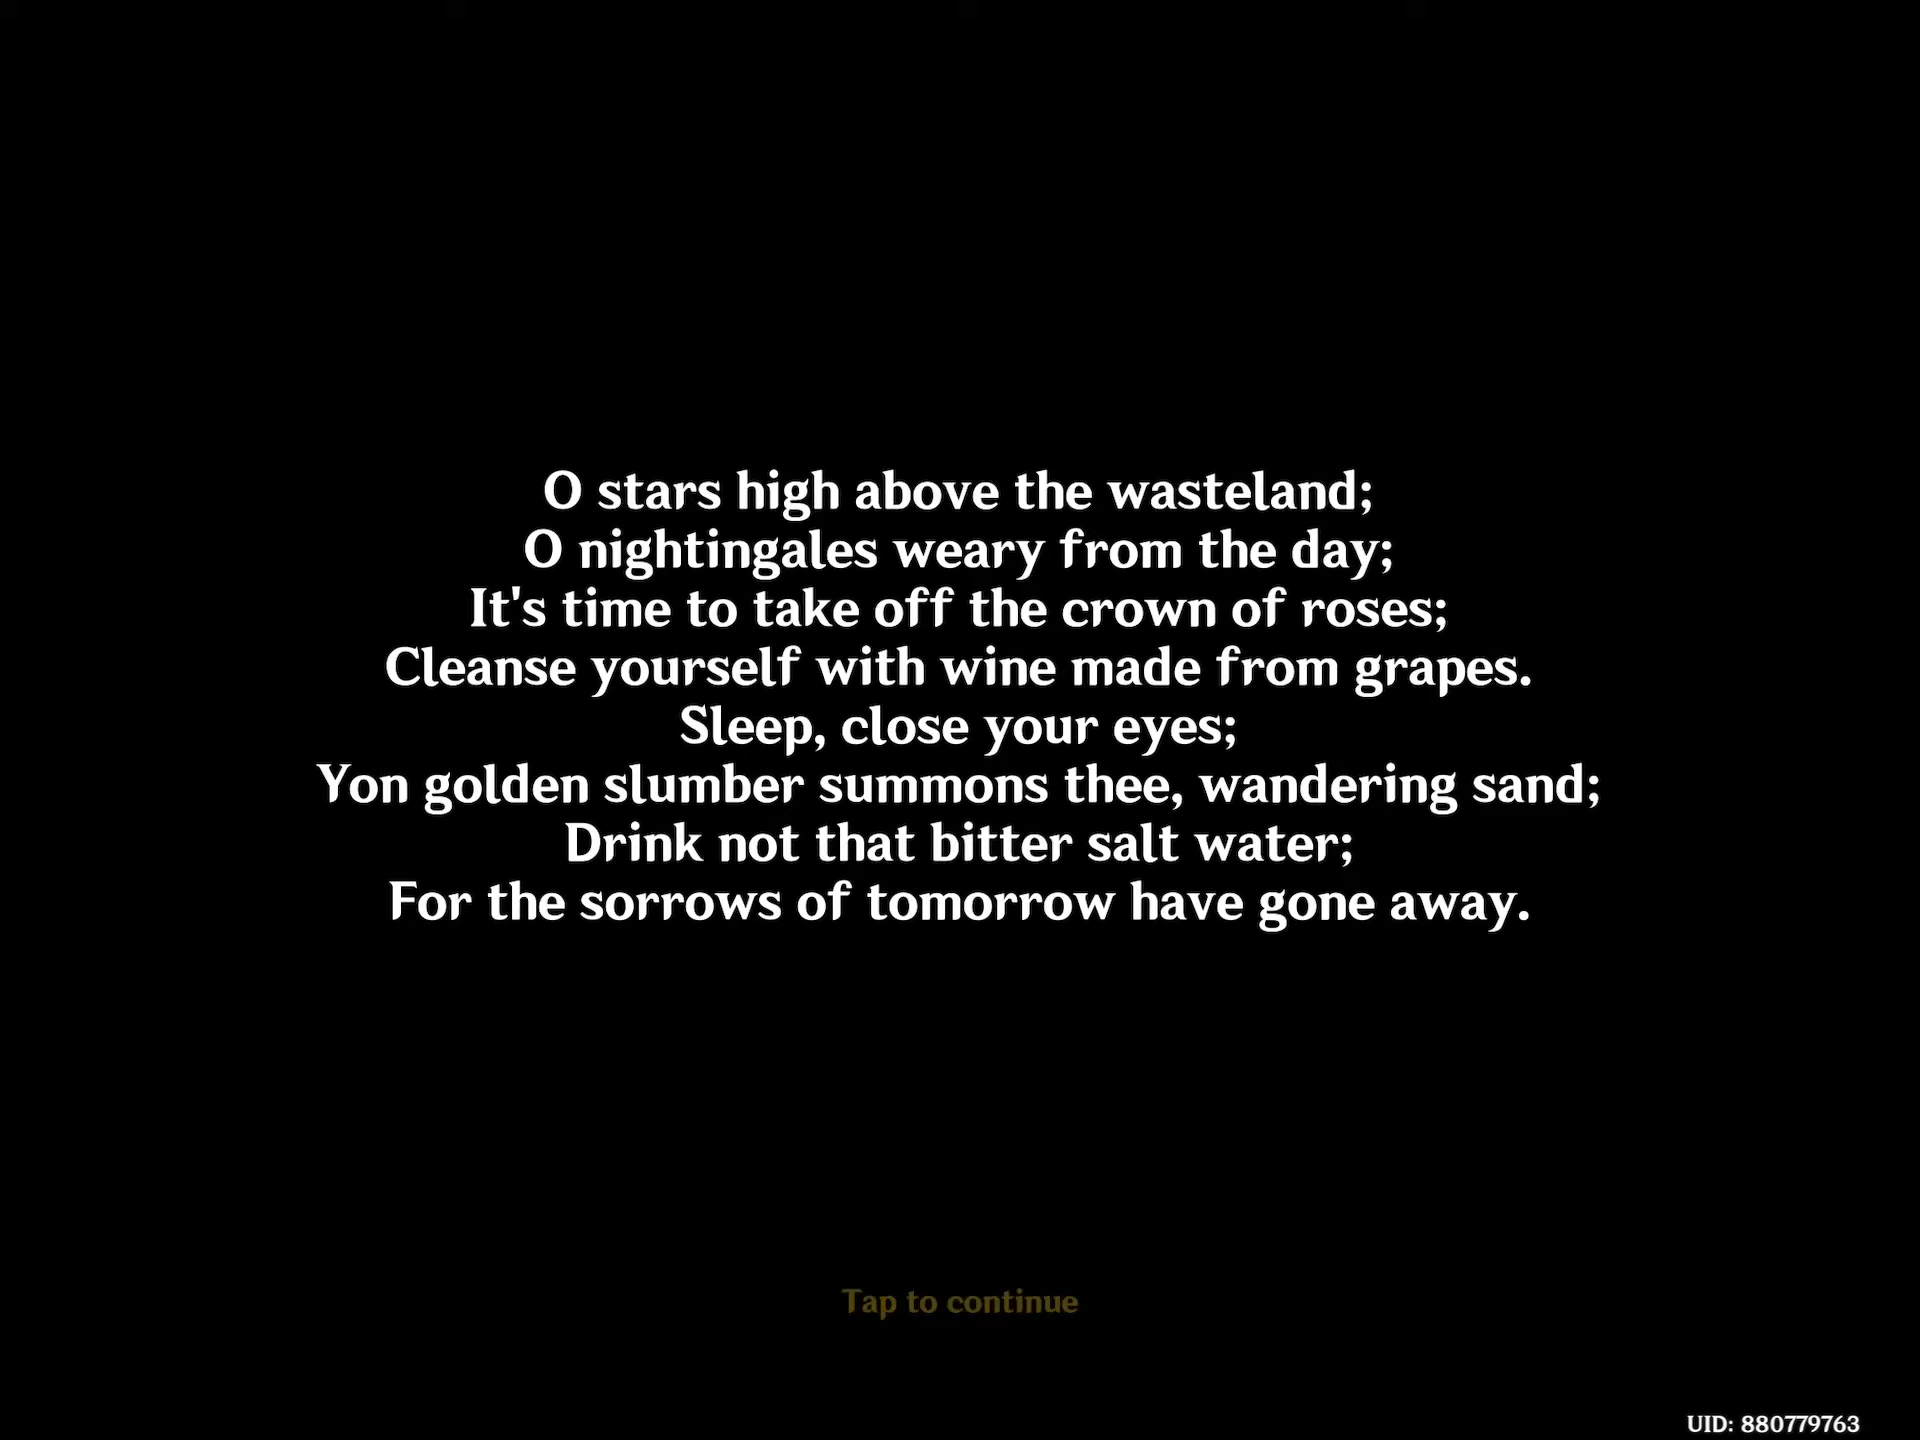 O stars high above the wasteland;
O nightingales weary from the day;
It's time to take off the crown of roses;
Cleanse yourself with wine made from grapes.
Sleep, close your eyes;
Yon golden slumber summons thee, wandering sand;
Drink not that bitter salt water;
For the sorrows of tomorrow have gone away.
Tap to continue
UID: 880779763